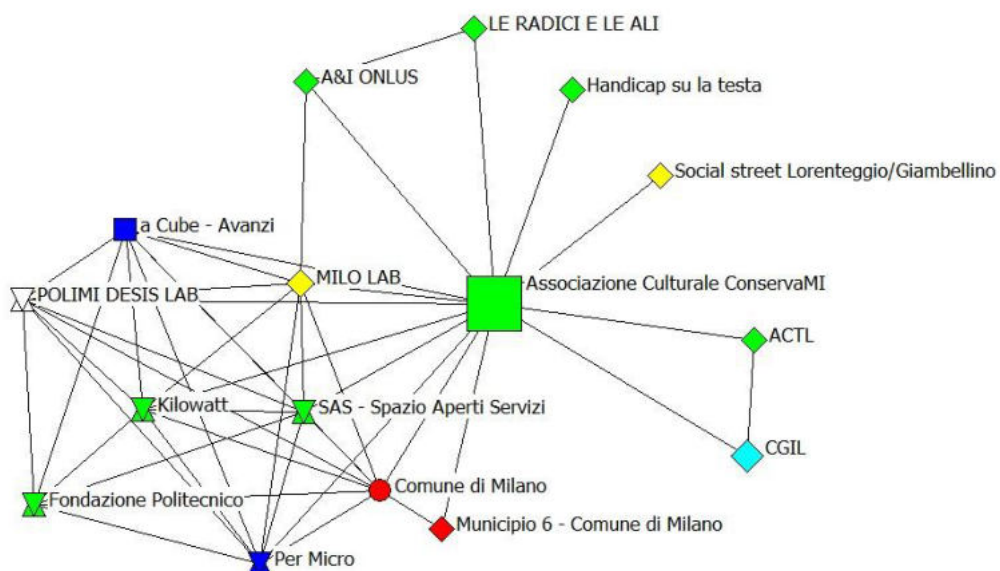 LE RADICI E LE ALI
A&I ONLUS
Handicap su la testa
Social street Lorenteggio/Giambellino
a Cube - Avanzi
MILO LAB
Associazione Culturale ConservaMI
POLIMI DESIS LAB
ACTL
Kilowatt
SAS - Spazio Aperti Servizi
CGIL
Comune di Milano
Fondazione Politecnico
Municipio 6 - Comune di Milano
Per Micro